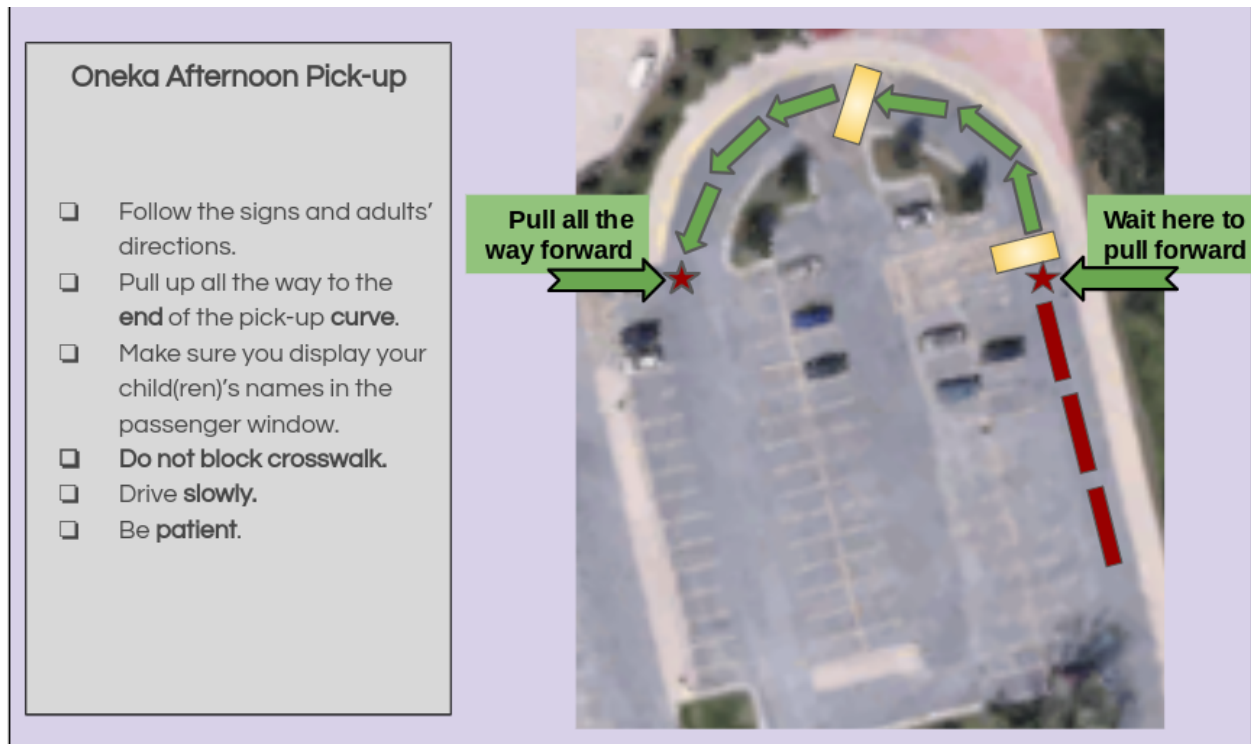 Oneka Afternoon Pick-up
❏ Follow the signs and adults’
directions.
❏ Pull up all the way to the
end of the pick-up curve.
❏ Make sure you display your
child(ren)’s names in the
passenger window.
❏ Do not block crosswalk.
❏ Drive slowly.
❏ Be patient.
Pull all the
way forward
Wait here to
pull forward